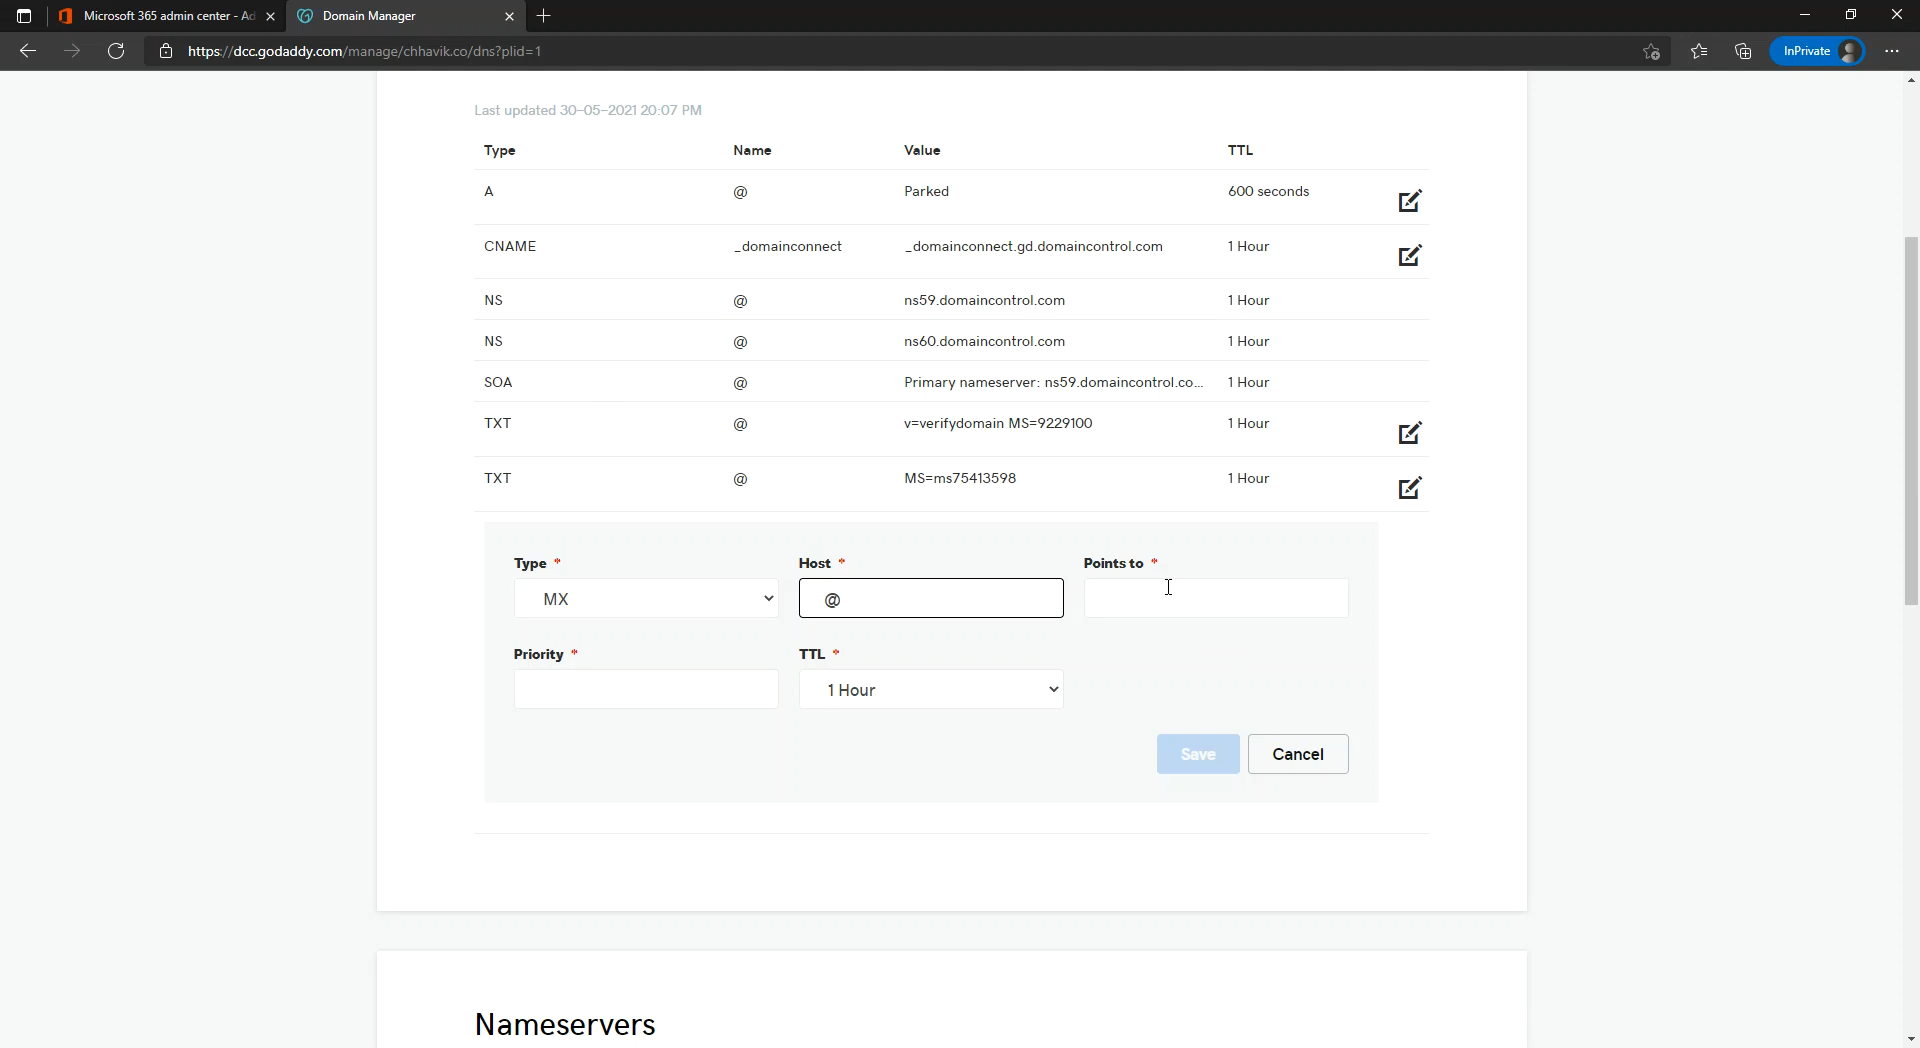 Microsoft 365 admin center - Ad
Domain Manager
https://dcc.godaddy.com/manage/chhavik.co/dns?plid=1
InPrivate
Last updated 30-05-2021 20:07 PM
Type Name Value TTL
A @ Parked 600 seconds
CNAME _domainconnect _domainconnect.gd.domaincontrol.com 1 Hour
NS @ ns59.domaincontrol.com 1 Hour
NS @ ns60.domaincontrol.com 1 Hour
SOA @ Primary nameserver: ns59.domaincontrol.co... 1 Hour
TXT @ v=verifydomain MS=9229100 1 Hour
TXT @ MS=ms75413598 1 Hour
Type * Host * Points to *
MX @
Priority * TTL *
1 Hour
Save Cancel
Nameservers